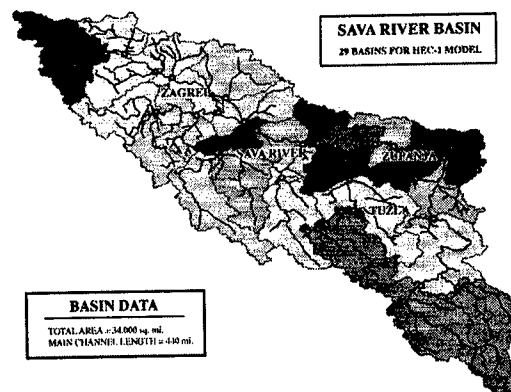 SAVA RIVER BASIN
29 BASINS FOR HEC-1 MODEL
ZAGREB
SAVA RIVER
ZUPANJA
TUZLA
BASIN DATA
TOTAL AREA = 34,000 sq. mi.
MAIN CHANNEL LENGTH = 440 mi.